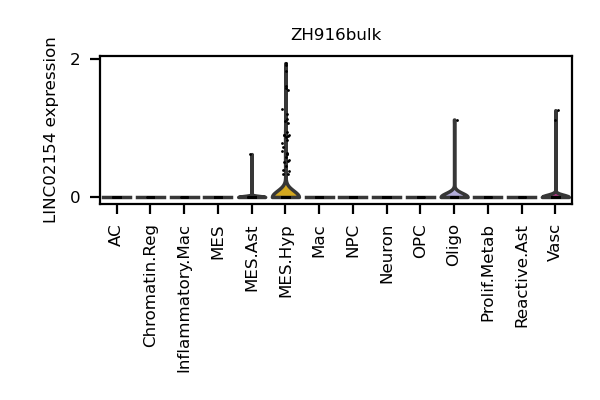 ZH916bulk
LINC02154 expression
2
0
AC
Chromatin.Reg
Inflammatory.Mac
MES
MES.Ast
MES.Hyp
Mac
NPC
Neuron
OPC
Oligo
Prolif.Metab
Reactive.Ast
Vasc